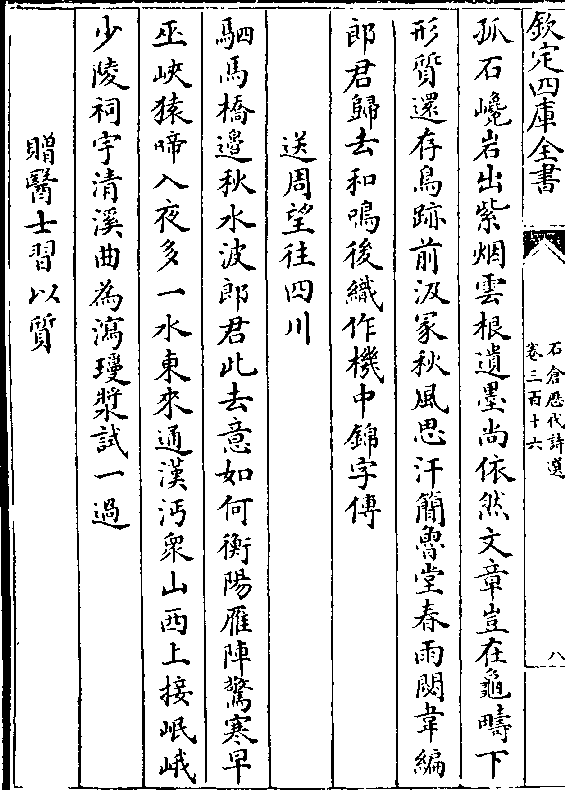 欽定四庫全書
石倉歷代詩選
卷三百十六
八
孤石巉岩出紫烟雲根遺墨尚依然文章豈在龜疇下
形質還存鳥跡前汲冢秋風思汗簡魯堂春雨閟韋編
郎君歸去和鳴後織作機中錦字傳
送周望往四川
駟馬橋邉秋水波郎君此去意如何衡陽雁陣驚寒早
巫峽猿啼入夜多一水東來通漢沔衆山西上接岷峨
少陵祠宇清溪曲為瀉瓊漿試一過
贈醫士習以質